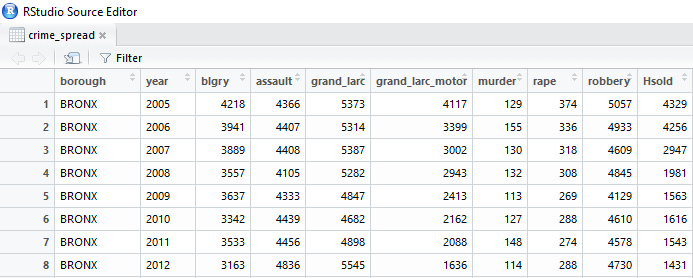 RStudio Source Editor
crime_spread
Filter
borough year blgry assault grand_larc grand_larc_motor murder rape robbery Hsold
1 BRONX 2005 4218 4366 5373 4117 129 374 5057 4329
2 BRONX 2006 3941 4407 5314 3399 155 336 4933 4256
3 BRONX 2007 3889 4408 5387 3002 130 318 4609 2947
4 BRONX 2008 3557 4105 5282 2943 132 308 4845 1981
5 BRONX 2009 3637 4333 4847 2413 113 269 4129 1563
6 BRONX 2010 3342 4439 4682 2162 127 288 4610 1616
7 BRONX 2011 3533 4456 4898 2088 148 274 4578 1543
8 BRONX 2012 3163 4836 5545 1636 114 288 4730 1431